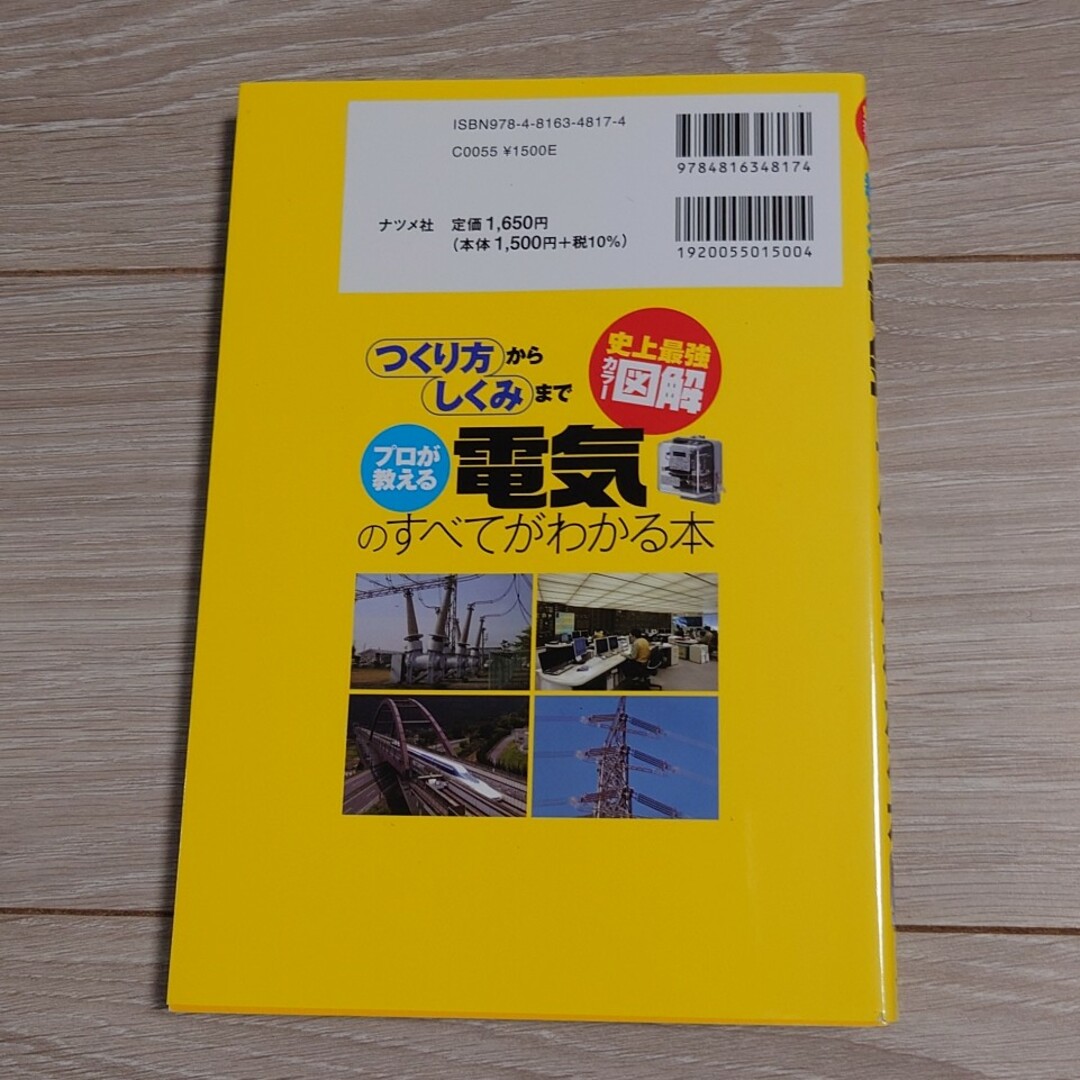 ISBN978-4-8163-4817-4
C0055 ¥1500E
9784816348174
ナツメ社 定価1,650円
(本体1,500円+税10%)
1920055015004
つくり方から
しくみまで
史上最強
カラー
図解
プロが
教える
電気
のすべてがわかる本